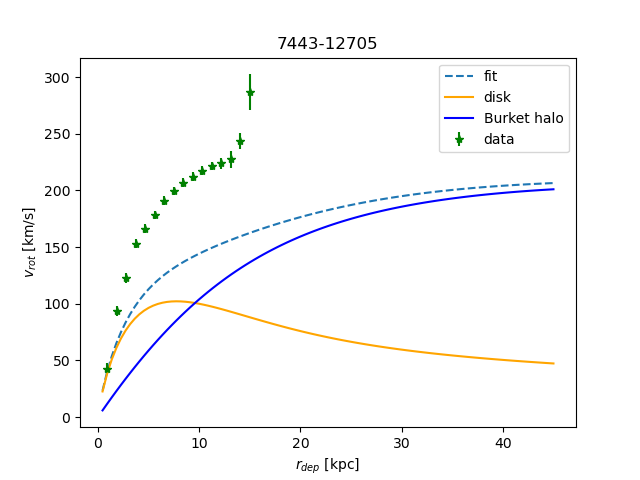 7443-12705
300
250
200
150
100
50
0
v_rot [km/s]
fit
disk
Burket halo
data
0 10 20 30 40
r_dep [kpc]